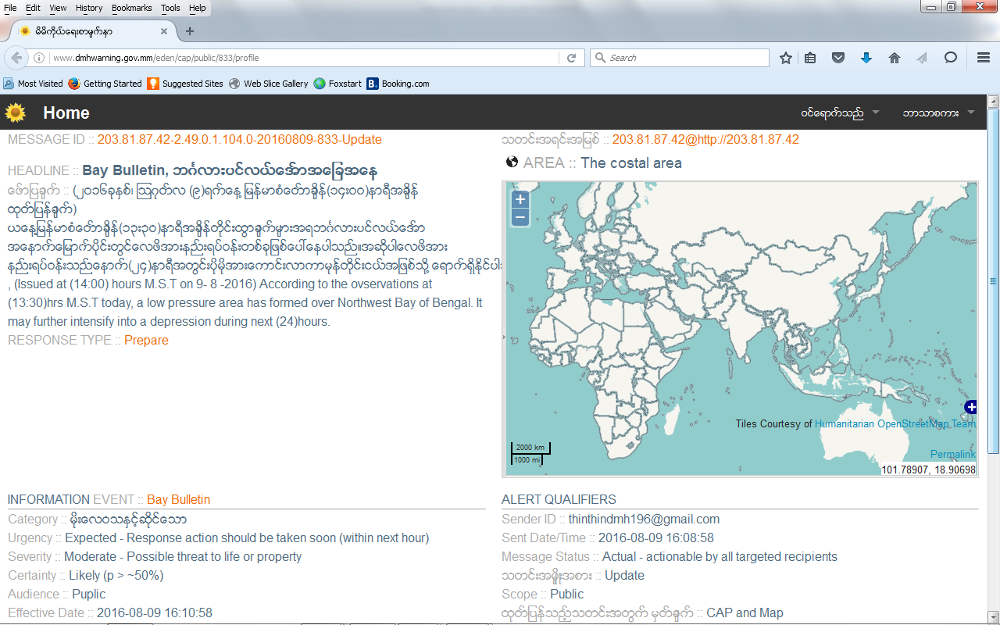 File Edit View History Bookmarks Tools Help
မိမိကိုယ်ရေးစာမျက်နှာ
www.dmhwarning.gov.mm/eden/cap/public/833/profile
Search
Most Visited Getting Started Suggested Sites Web Slice Gallery Foxstart Booking.com
Home ဝင်ရောက်သည် ဘာသာစကား
MESSAGE ID :: 203.81.87.42-2.49.0.1.104.0-20160809-833-Update
HEADLINE :: Bay Bulletin, ဘင်္ဂလားပင်လယ်အော်အခြေအနေ
ဖော်ပြချက် :: (၂၀၁၆ခုနှစ်၊ ဩဂုတ်လ (၉)ရက်နေ့ မြန်မာစံတော်ချိန်(၁၄း၀၀)နာရီအချိန်
ထုတ်ပြန်ချက်)
ယနေ့မြန်မာစံတော်ချိန်(၁၃း၃၀)နာရီအချိန်တိုင်းထွာချက်များအရဘင်္ဂလားပင်လယ်အော်
အနောက်မြောက်ပိုင်းတွင်လေဖိအားနည်းရပ်ဝန်းတစ်ခုဖြစ်ပေါ်နေပါသည်။အဆိုပါလေဖိအား
နည်းရပ်ဝန်းသည်နောက်(၂၄)နာရီအတွင်းပိုမိုအားကောင်းလာကာမုန်တိုင်းငယ်အဖြစ်သို့ ရောက်ရှိနိုင်ပါ
, (Issued at (14:00) hours M.S.T on 9- 8 -2016) According to the ovservations at
(13:30)hrs M.S.T today, a low pressure area has formed over Northwest Bay of Bengal. It
may further intensify into a depression during next (24)hours.
RESPONSE TYPE :: Prepare
သတင်းအရင်းအမြစ် :: 203.81.87.42@http://203.81.87.42
AREA :: The costal area
+
−
Tiles Courtesy of Humanitarian OpenStreetMap Team
2000 km
1000 mi
Permalink
101.78907, 18.90698
INFORMATION EVENT :: Bay Bulletin
Category :: မိုးလေဝသနှင့်ဆိုင်သော
Urgency :: Expected - Response action should be taken soon (within next hour)
Severity :: Moderate - Possible threat to life or property
Certainty :: Likely (p > ~50%)
Audience :: Puplic
Effective Date :: 2016-08-09 16:10:58
ALERT QUALIFIERS
Sender ID :: thinthindmh196@gmail.com
Sent Date/Time :: 2016-08-09 16:08:58
Message Status :: Actual - actionable by all targeted recipients
သတင်းအမျိုးအစား :: Update
Scope :: Public
ထုတ်ပြန်သည့်သတင်းအတွက် မှတ်ချက် :: CAP and Map